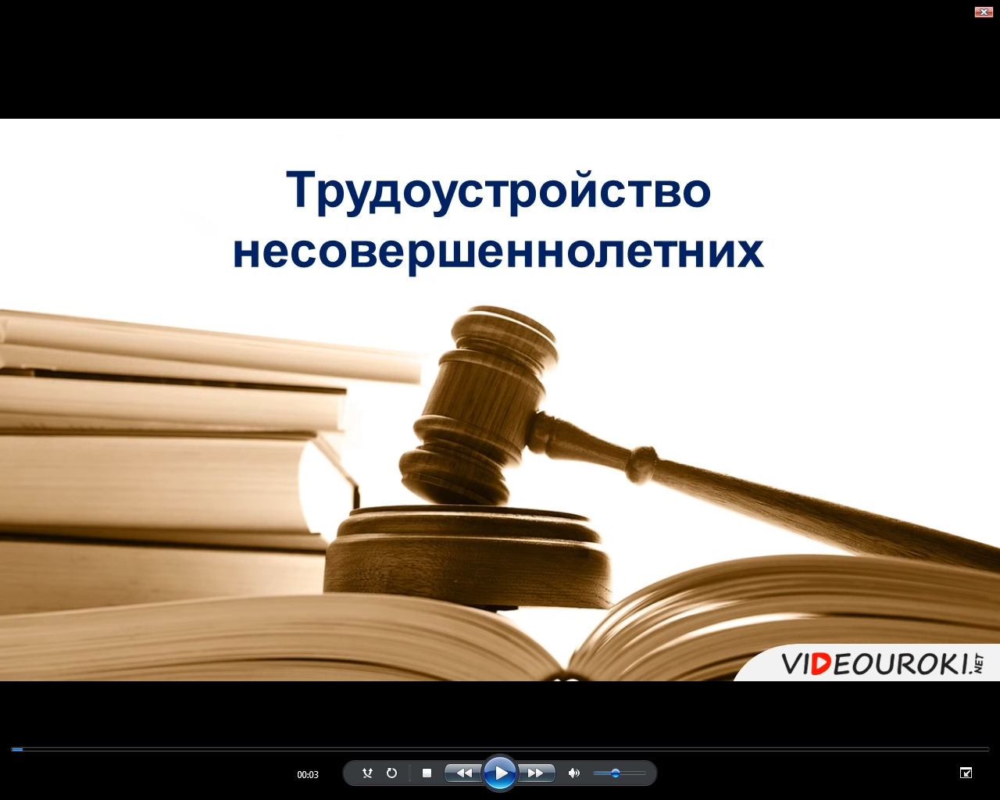 Трудоустройство
несовершеннолетних
VIDEOUROKI.NET
00:03